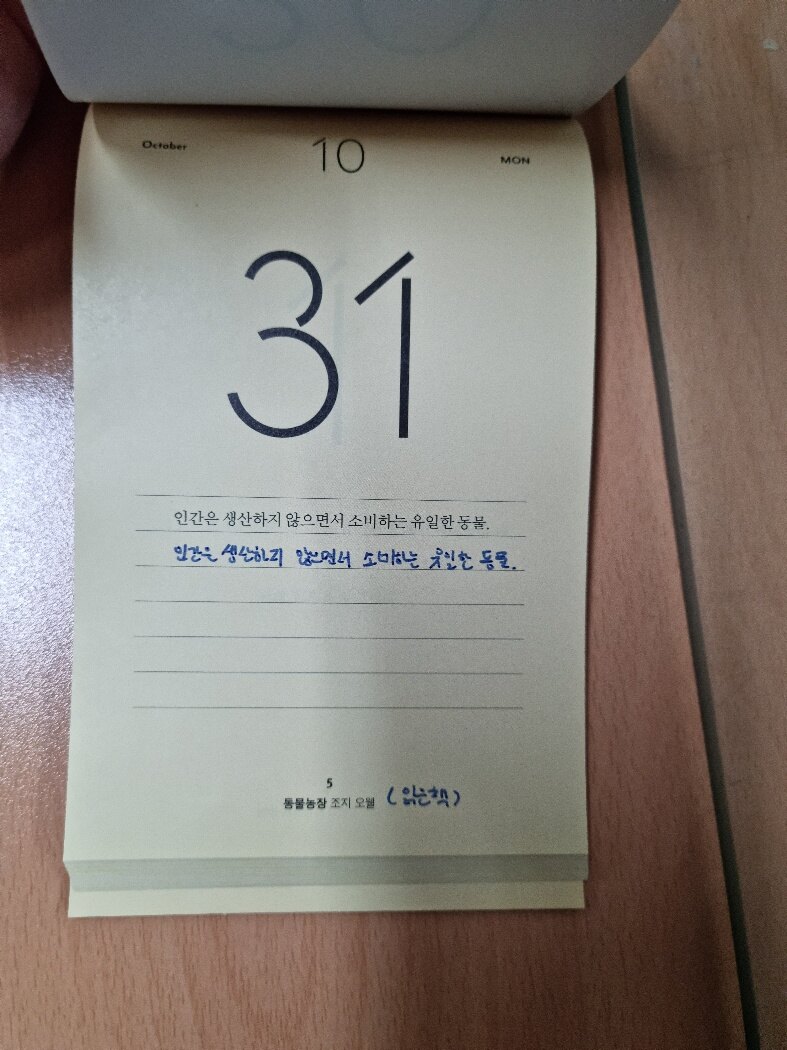 October 10 MON
31
인간은 생산하지 않으면서 소비하는 유일한 동물.
인간은 생산하지 않으면서 소비하는 유일한 동물.
5
동물농장 조지 오웰 (읽은책)